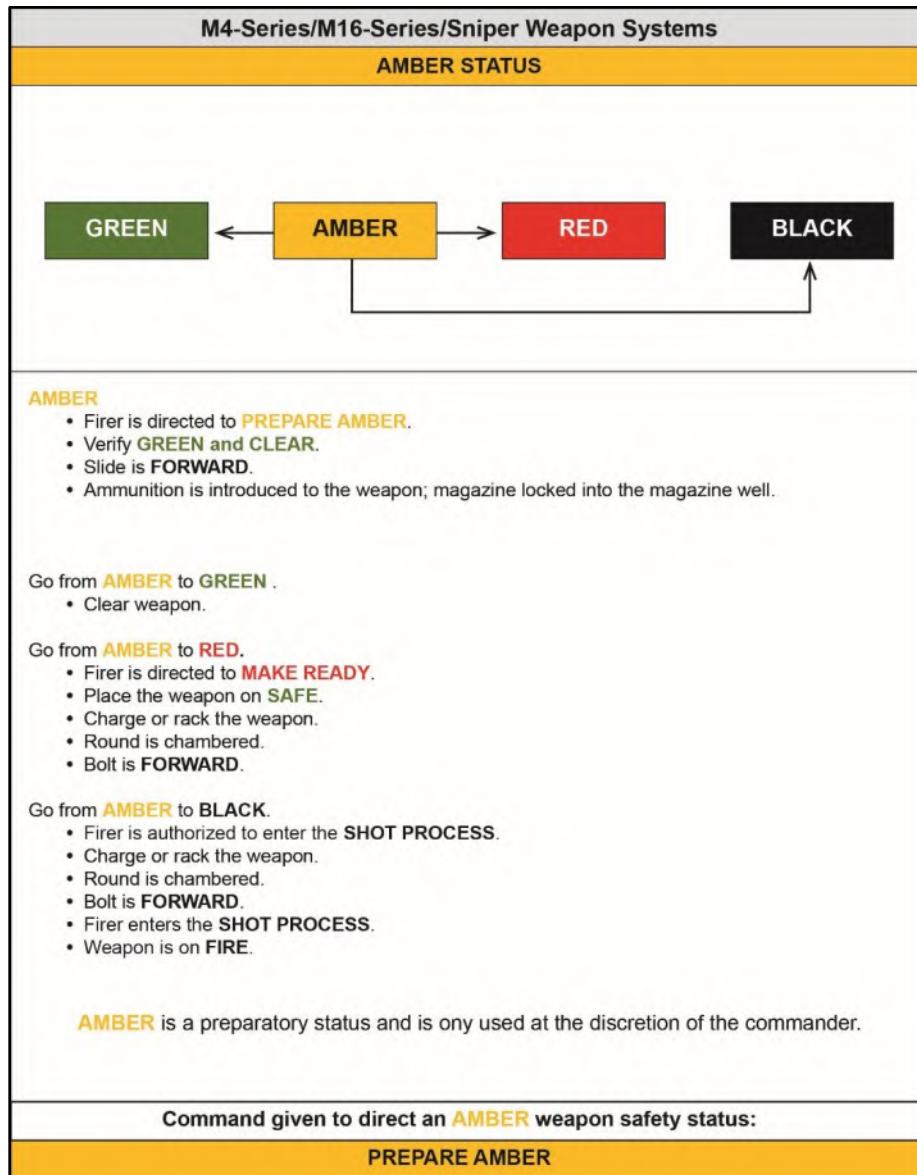 M4-Series/M16-Series/Sniper Weapon Systems
AMBER STATUS
GREEN
AMBER
RED
BLACK
AMBER
• Firer is directed to PREPARE AMBER.
• Verify GREEN and CLEAR.
• Slide is FORWARD.
• Ammunition is introduced to the weapon; magazine locked into the magazine well.
Go from AMBER to GREEN .
• Clear weapon.
Go from AMBER to RED.
• Firer is directed to MAKE READY.
• Place the weapon on SAFE.
• Charge or rack the weapon.
• Round is chambered.
• Bolt is FORWARD.
Go from AMBER to BLACK.
• Firer is authorized to enter the SHOT PROCESS.
• Charge or rack the weapon.
• Round is chambered.
• Bolt is FORWARD.
• Firer enters the SHOT PROCESS.
• Weapon is on FIRE.
AMBER is a preparatory status and is ony used at the discretion of the commander.
Command given to direct an AMBER weapon safety status:
PREPARE AMBER